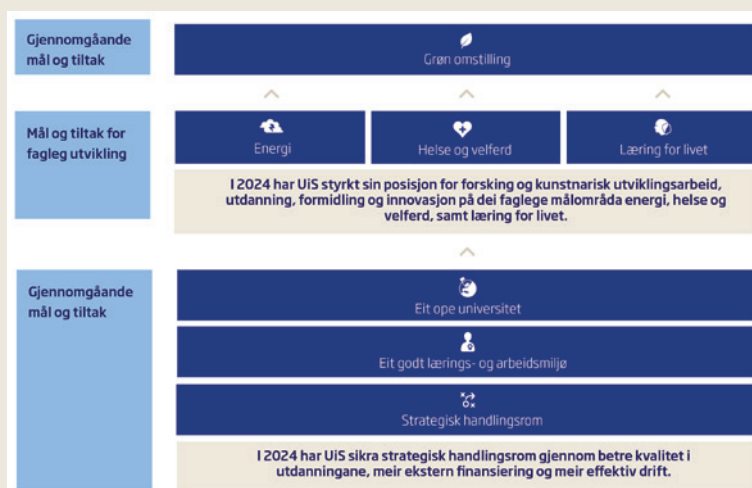 Gjennomgåande
mål og tiltak
Grøn omstilling
Mål og tiltak for
fagleg utvikling
Energi
Helse og velferd
Læring for livet
I 2024 har UiS styrkt sin posisjon for forsking og kunstnarisk utviklingsarbeid,
utdanning, formidling og innovasjon på dei faglege målområda energi, helse og
velferd, samt læring for livet.
Gjennomgåande
mål og tiltak
Eit ope universitet
Eit godt lærings- og arbeidsmiljø
Strategisk handlingsrom
I 2024 har UiS sikra strategisk handlingsrom gjennom betre kvalitet i
utdanningane, meir ekstern finansiering og meir effektiv drift.